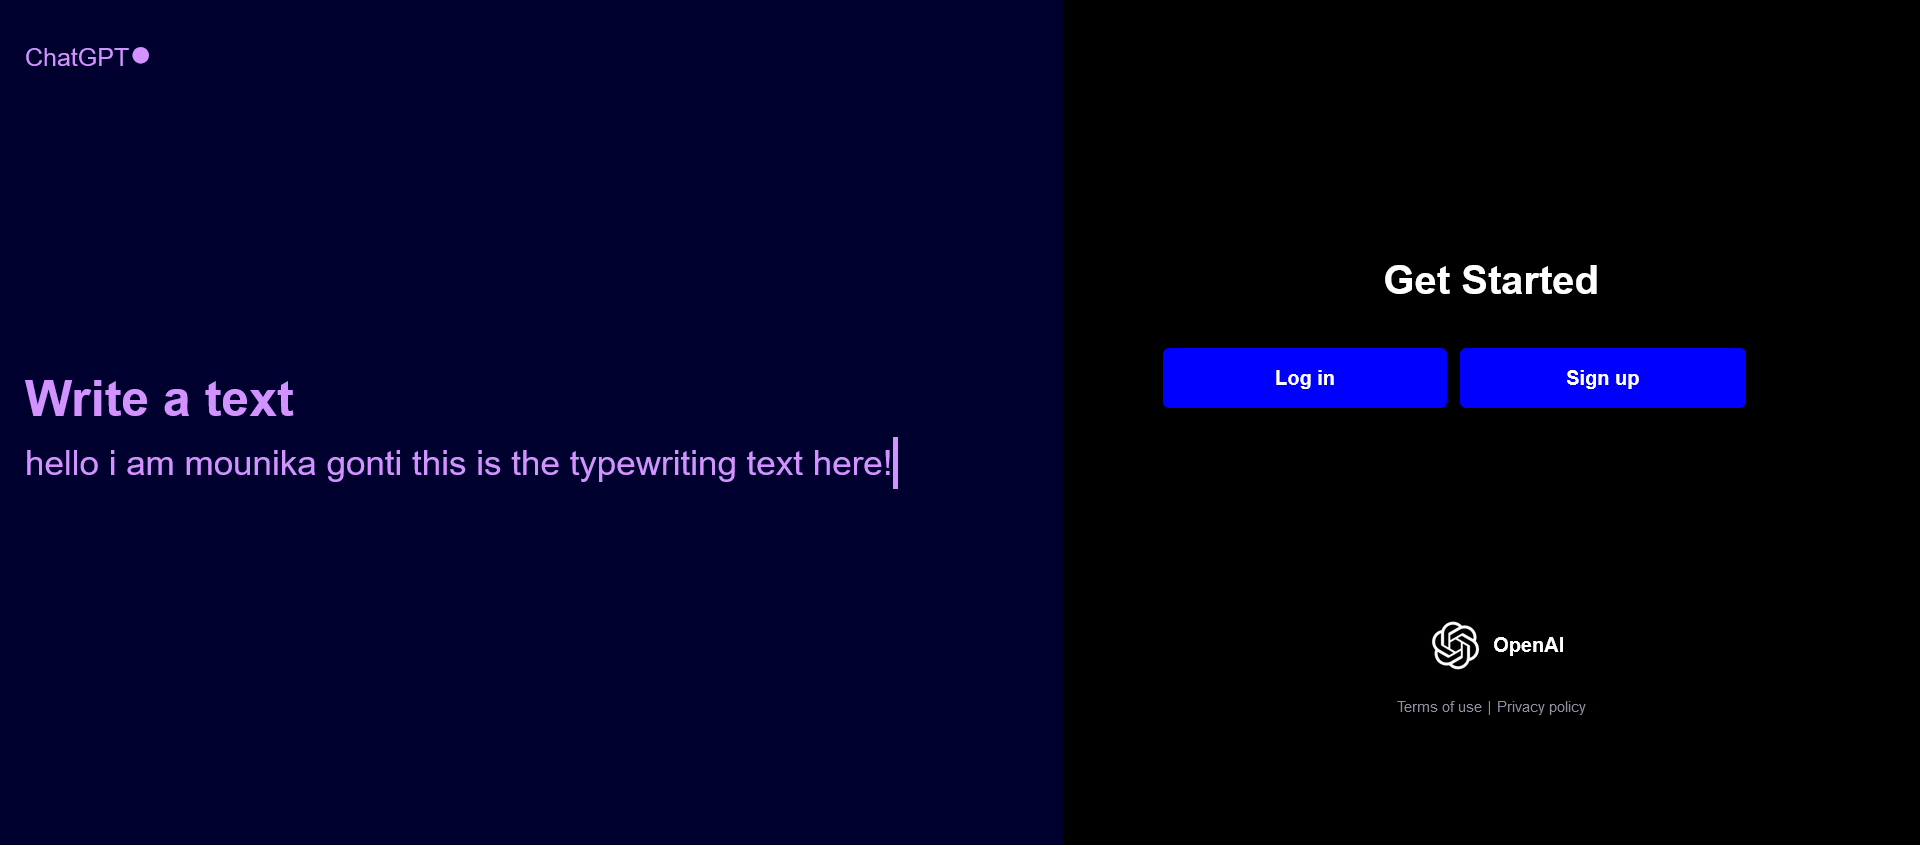 ChatGPT
Write a text
hello i am mounika gonti this is the typewriting text here!
Get Started
Log in
Sign up
OpenAI
Terms of use | Privacy policy